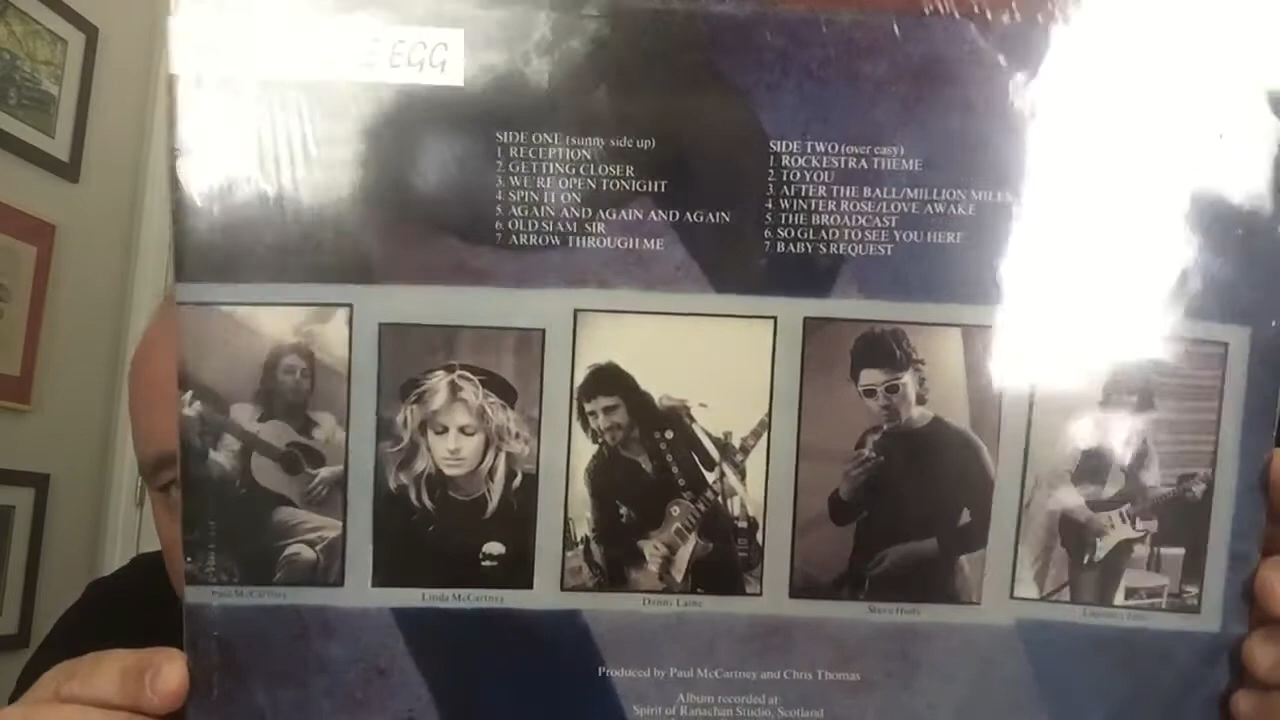 EGG
SIDE ONE (sunny side up)
1. RECEPTION
2. GETTING CLOSER
3. WE'RE OPEN TONIGHT
4. SPIN IT ON
5. AGAIN AND AGAIN AND AGAIN
6. OLD SIAM SIR
7. ARROW THROUGH ME
SIDE TWO (over easy)
1. ROCKESTRA THEME
2. TO YOU
3. AFTER THE BALL/MILLION MILES
4. WINTER ROSE/LOVE AWAKE
5. THE BROADCAST
6. SO GLAD TO SEE YOU HERE
7. BABY'S REQUEST
Paul McCartney
Linda McCartney
Denny Laine
Steve Holly
Produced by Paul McCartney and Chris Thomas
Album recorded at:
Spirit of Ranachan Studio, Scotland